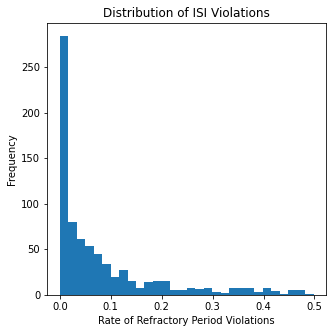 Distribution of ISI Violations
250
200
150
100
50
0
Frequency
0.0 0.1 0.2 0.3 0.4 0.5
Rate of Refractory Period Violations